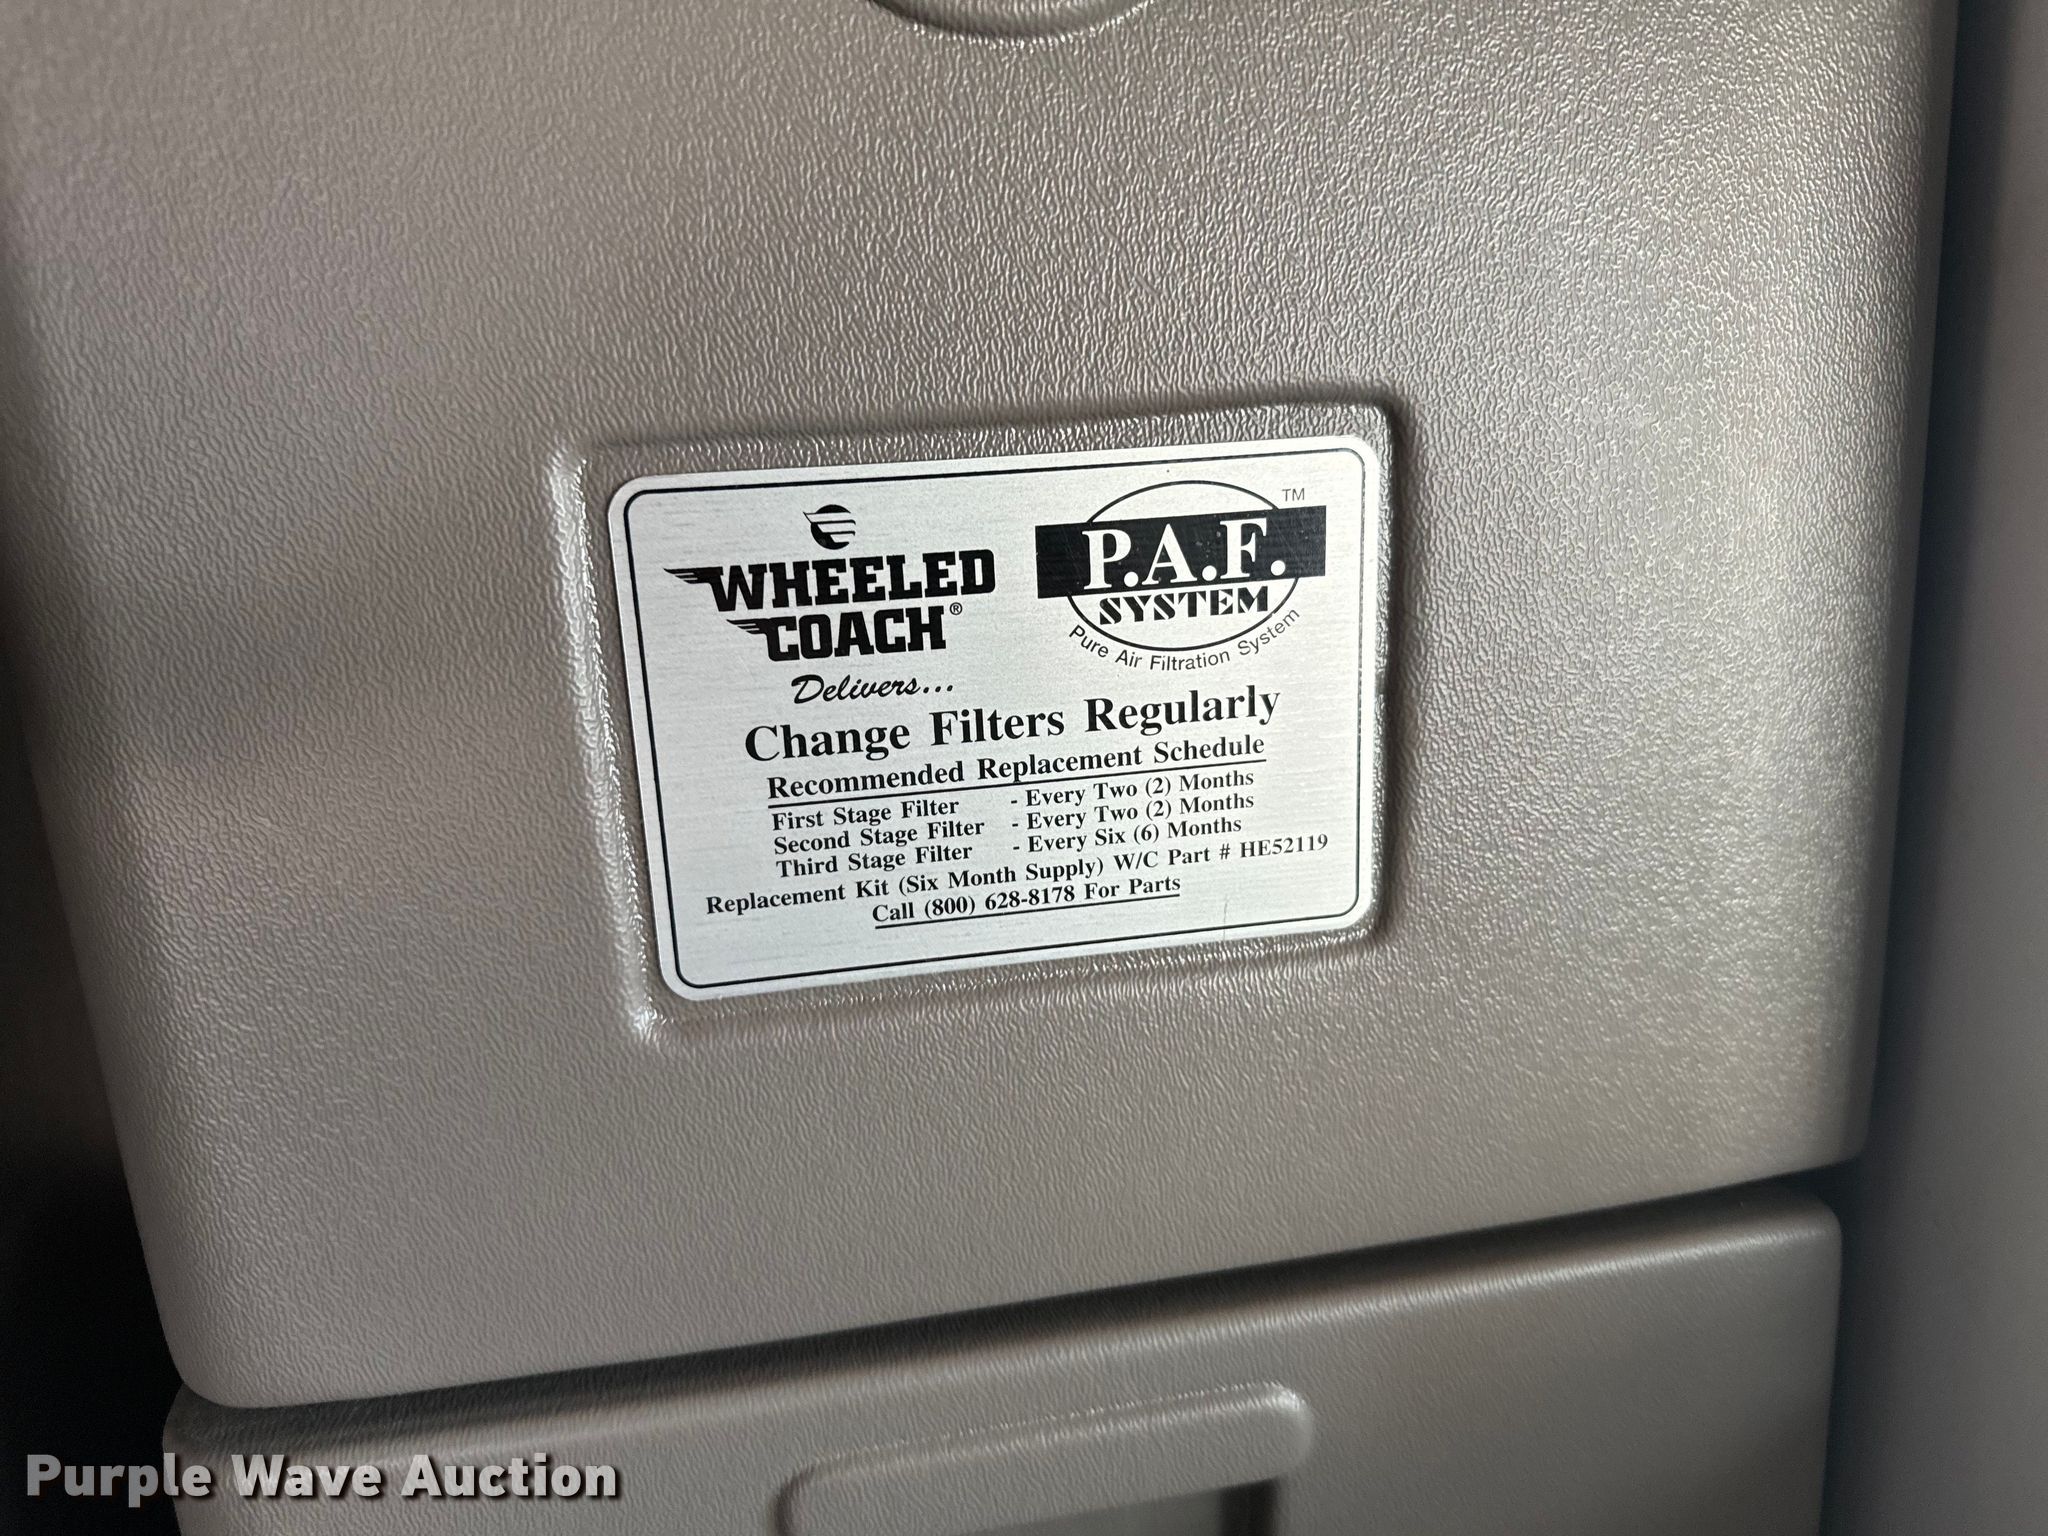 WHEELED
COACH®
Delivers...
P.A.F.™
SYSTEM
Pure Air Filtration System
Change Filters Regularly
Recommended Replacement Schedule
First Stage Filter - Every Two (2) Months
Second Stage Filter - Every Two (2) Months
Third Stage Filter - Every Six (6) Months
Replacement Kit (Six Month Supply) W/C Part # HE52119
Call (800) 628-8178 For Parts
Purple Wave Auction